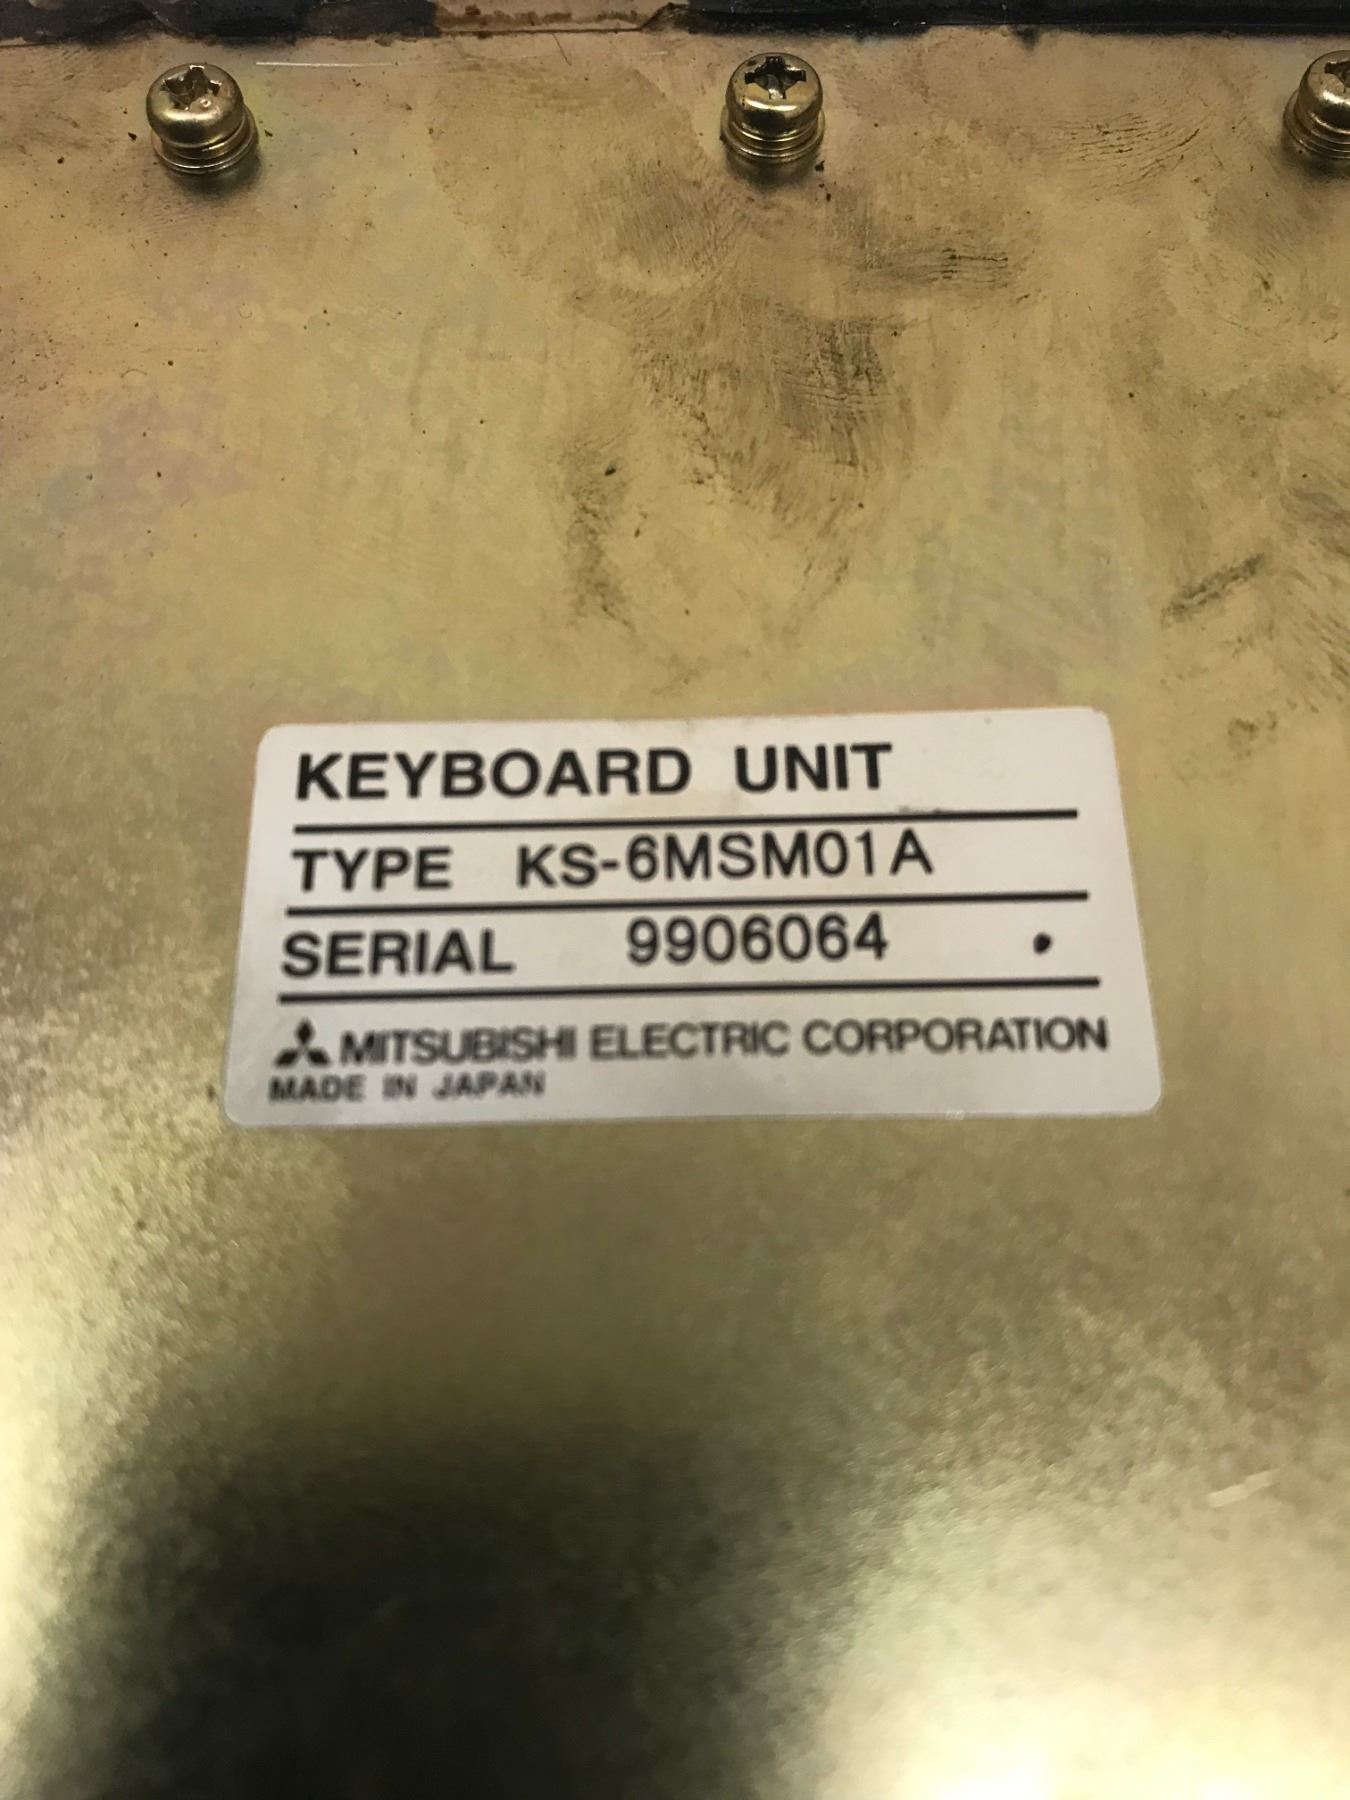 KEYBOARD UNIT
TYPE KS-6MSM01A
SERIAL 9906064
MITSUBISHI ELECTRIC CORPORATION
MADE IN JAPAN